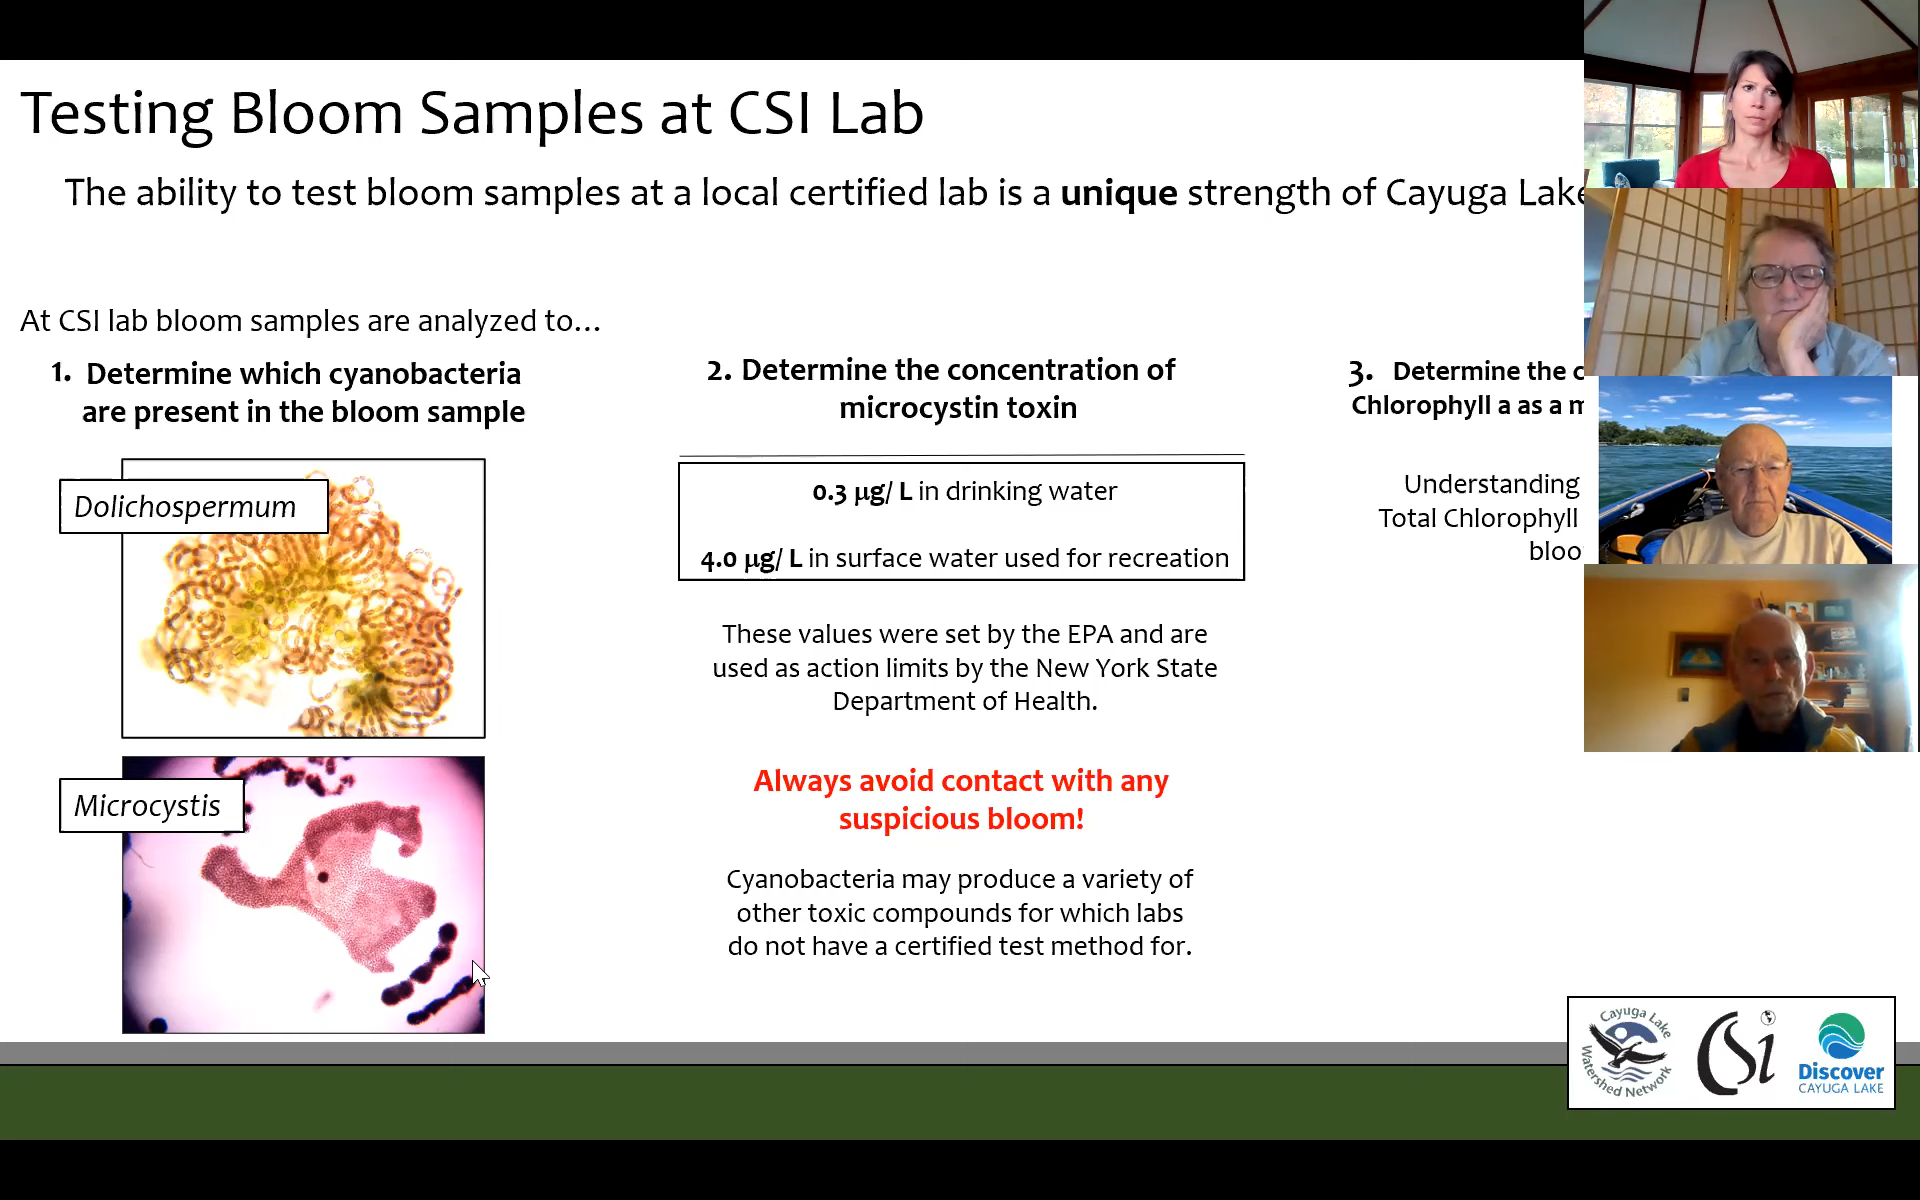 Testing Bloom Samples at CSI Lab
The ability to test bloom samples at a local certified lab is a unique strength of Cayuga Lake
At CSI lab bloom samples are analyzed to…
1. Determine which cyanobacteria
are present in the bloom sample
Dolichospermum
Microcystis
2. Determine the concentration of
microcystin toxin
0.3 µg/ L in drinking water
4.0 µg/ L in surface water used for recreation
These values were set by the EPA and are
used as action limits by the New York State
Department of Health.
Always avoid contact with any
suspicious bloom!
Cyanobacteria may produce a variety of
other toxic compounds for which labs
do not have a certified test method for.
3. Determine the
Chlorophyll a as a
Understanding
Total Chlorophyll
Cayuga Lake
Watershed Network
CSi
Discover
CAYUGA LAKE